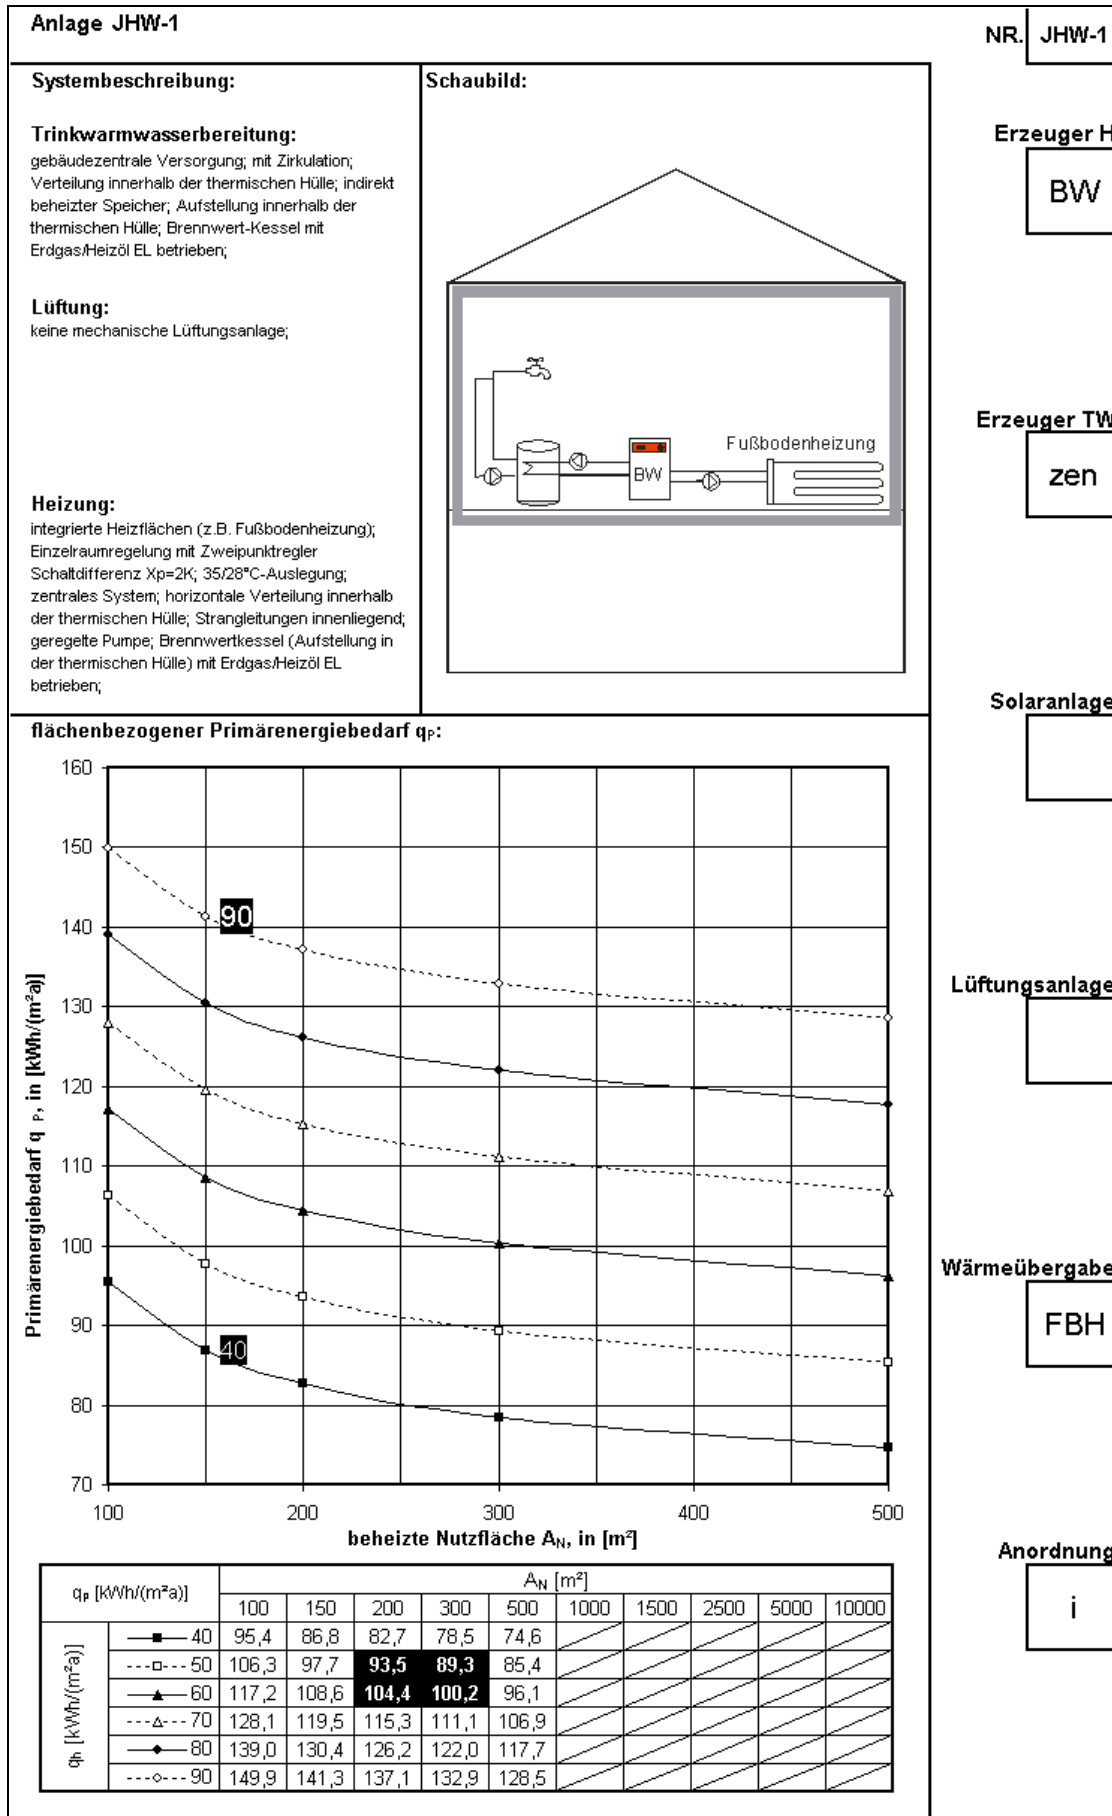 Anlage JHW-1
NR. JHW-1
Systembeschreibung:
Trinkwarmwasserbereitung:
gebäudezentrale Versorgung; mit Zirkulation;
Verteilung innerhalb der thermischen Hülle; indirekt
beheizter Speicher; Aufstellung innerhalb der
thermischen Hülle; Brennwert-Kessel mit
Erdgas/Heizöl EL betrieben;
Lüftung:
keine mechanische Lüftungsanlage;
Heizung:
integrierte Heizflächen (z.B. Fußbodenheizung);
Einzelraumregelung mit Zweipunktregler
Schaltdifferenz Xp=2K; 35/28°C-Auslegung;
zentrales System; horizontale Verteilung innerhalb
der thermischen Hülle; Strangleitungen innenliegend;
geregelte Pumpe; Brennwertkessel (Aufstellung in
der thermischen Hülle) mit Erdgas/Heizöl EL
betrieben;
Schaubild:
BW
Fußbodenheizung
Erzeuger H
BW
Erzeuger TW
zen
Solaranlage
Lüftungsanlage
Wärmeübergabe
FBH
Anordnung
i
flächenbezogener Primärenergiebedarf qP:
Primärenergiebedarf q P, in [kWh/(m²a)]
160
150
140
130
120
110
100
90
80
70
90
40
100 200 300 400 500
beheizte Nutzfläche AN, in [m²]
qP [kWh/(m²a)] AN [m²]
100 150 200 300 500 1000 1500 2500 5000 10000
qh [kWh/(m²a)]
40 95,4 86,8 82,7 78,5 74,6
50 106,3 97,7 93,5 89,3 85,4
60 117,2 108,6 104,4 100,2 96,1
70 128,1 119,5 115,3 111,1 106,9
80 139,0 130,4 126,2 122,0 117,7
90 149,9 141,3 137,1 132,9 128,5